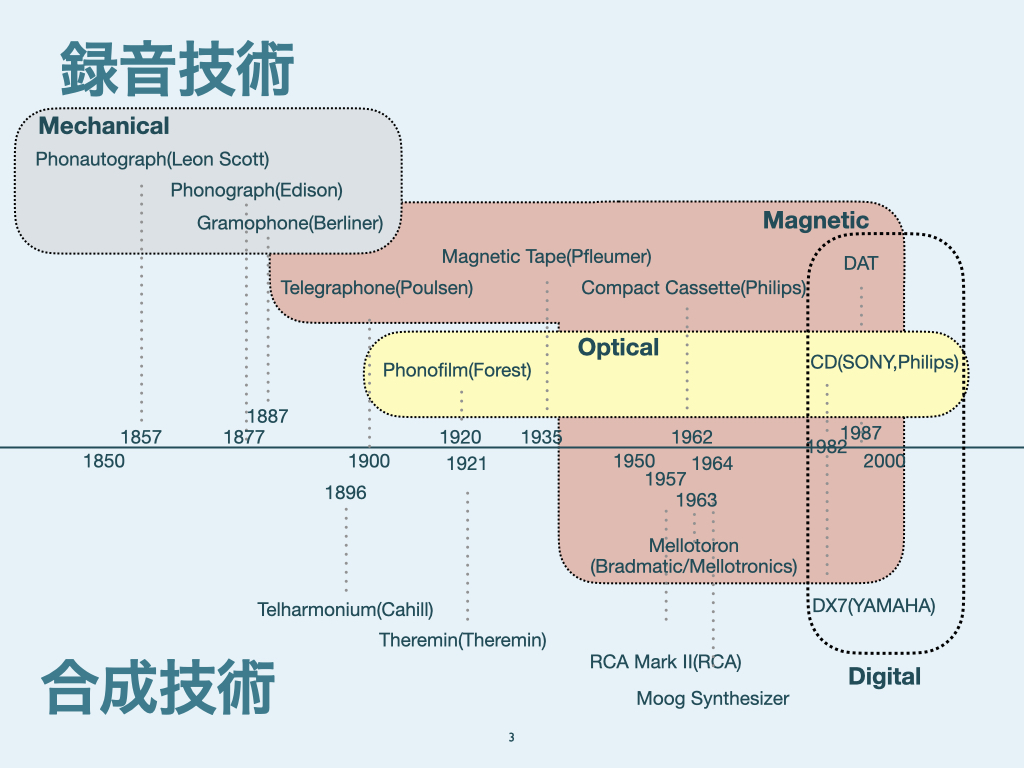 録音技術
Mechanical
Phonautograph(Leon Scott)
Phonograph(Edison)
Gramophone(Berliner)
Magnetic
Magnetic Tape(Pfleumer)
DAT
Telegraphone(Poulsen)
Compact Cassette(Philips)
Optical
Phonofilm(Forest)
CD(SONY,Philips)
1887
1857
1877
1920
1935
1962
1987
1982
1850
1900
1921
1950
1964
2000
1957
1896
1963
Mellotoron
(Bradmatic/Mellotronics)
Telharmonium(Cahill)
DX7(YAMAHA)
Theremin(Theremin)
RCA Mark II(RCA)
合成技術
Digital
Moog Synthesizer
3